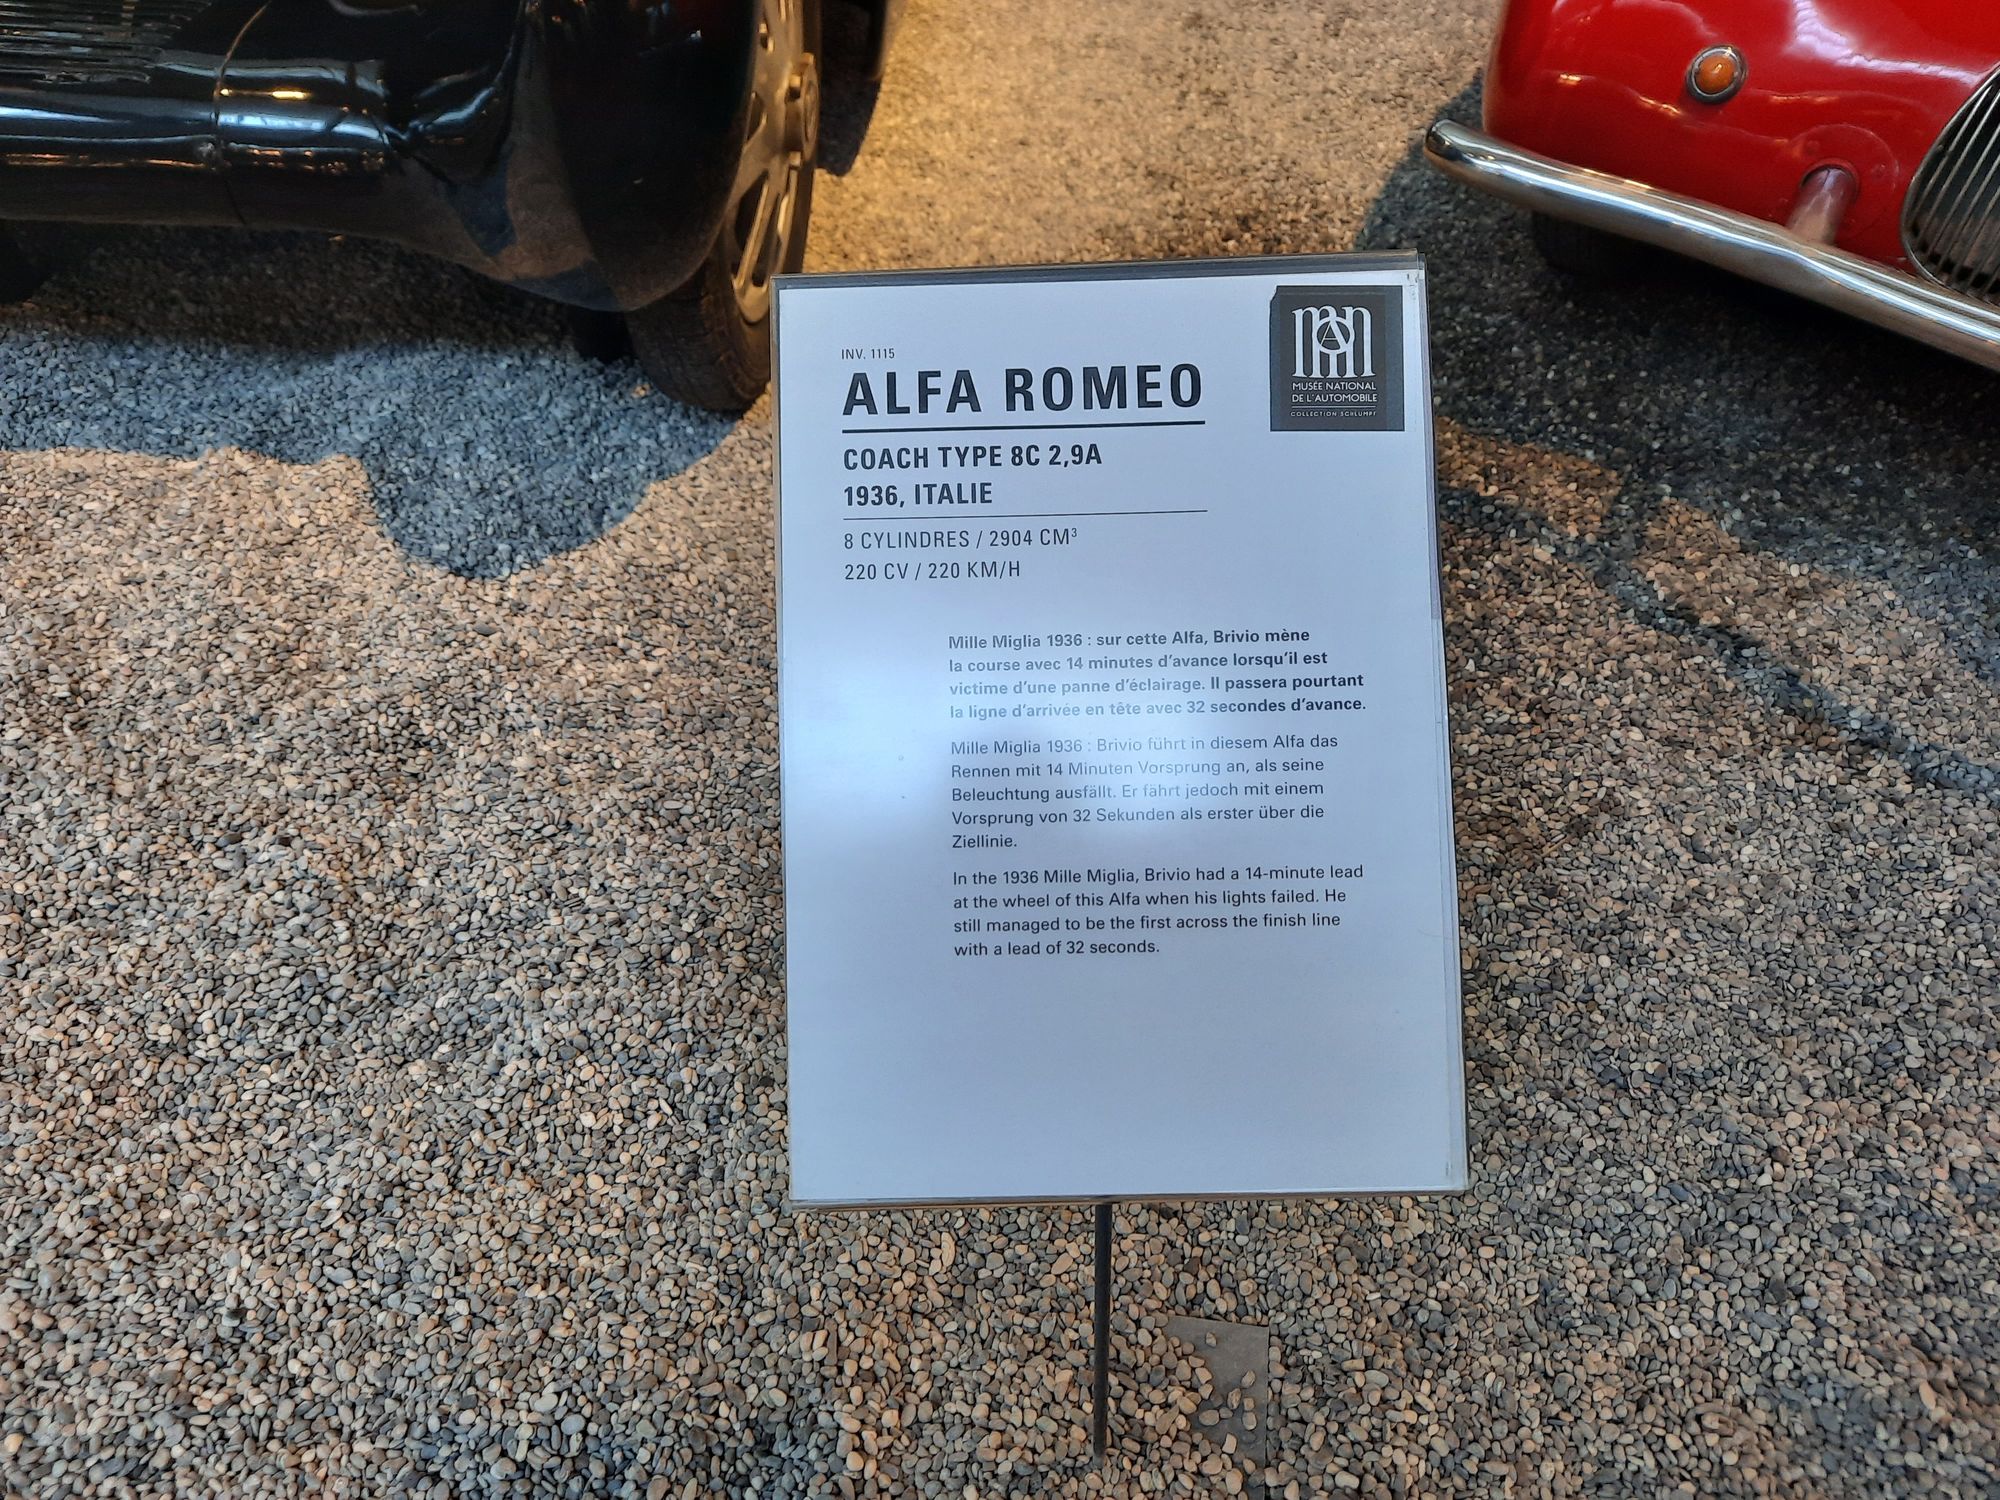 INV. 1115
ALFA ROMEO
COACH TYPE 8C 2,9A
1936, ITALIE
8 CYLINDRES / 2904 CM³
220 CV / 220 KM/H
MUSÉE NATIONAL
DE L'AUTOMOBILE
COLLECTION SCHLUMPF
Mille Miglia 1936 : sur cette Alfa, Brivio mène
la course avec 14 minutes d'avance lorsqu'il est
victime d'une panne d'éclairage. Il passera pourtant
la ligne d'arrivée en tête avec 32 secondes d'avance.
Mille Miglia 1936 : Brivio führt in diesem Alfa das
Rennen mit 14 Minuten Vorsprung an, als seine
Beleuchtung ausfällt. Er fährt jedoch mit einem
Vorsprung von 32 Sekunden als erster über die
Ziellinie.
In the 1936 Mille Miglia, Brivio had a 14-minute lead
at the wheel of this Alfa when his lights failed. He
still managed to be the first across the finish line
with a lead of 32 seconds.